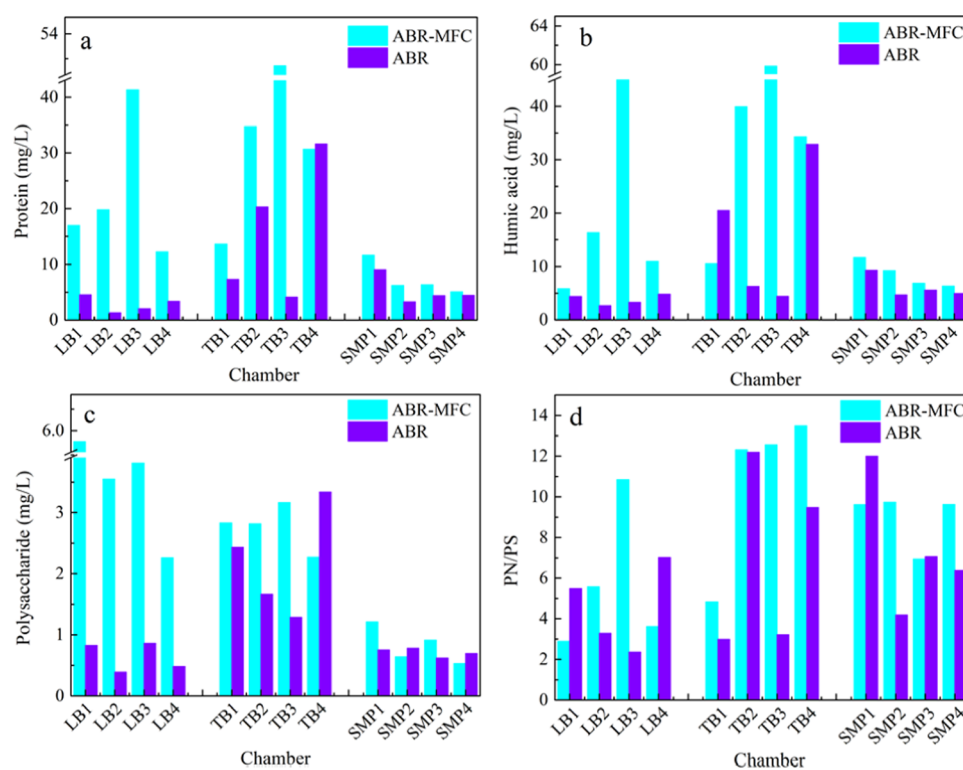 a
ABR-MFC
ABR
54
40
30
20
10
0
Protein (mg/L)
LB1 LB2 LB3 LB4 TB1 TB2 TB3 TB4 SMP1 SMP2 SMP3 SMP4
Chamber
b
ABR-MFC
ABR
64
60
40
30
20
10
0
Humic acid (mg/L)
LB1 LB2 LB3 LB4 TB1 TB2 TB3 TB4 SMP1 SMP2 SMP3 SMP4
Chamber
c
ABR-MFC
ABR
6.0
3
2
1
0
Polysaccharide (mg/L)
LB1 LB2 LB3 LB4 TB1 TB2 TB3 TB4 SMP1 SMP2 SMP3 SMP4
Chamber
d
ABR-MFC
ABR
14
12
10
8
6
4
2
0
PN/PS
LB1 LB2 LB3 LB4 TB1 TB2 TB3 TB4 SMP1 SMP2 SMP3 SMP4
Chamber